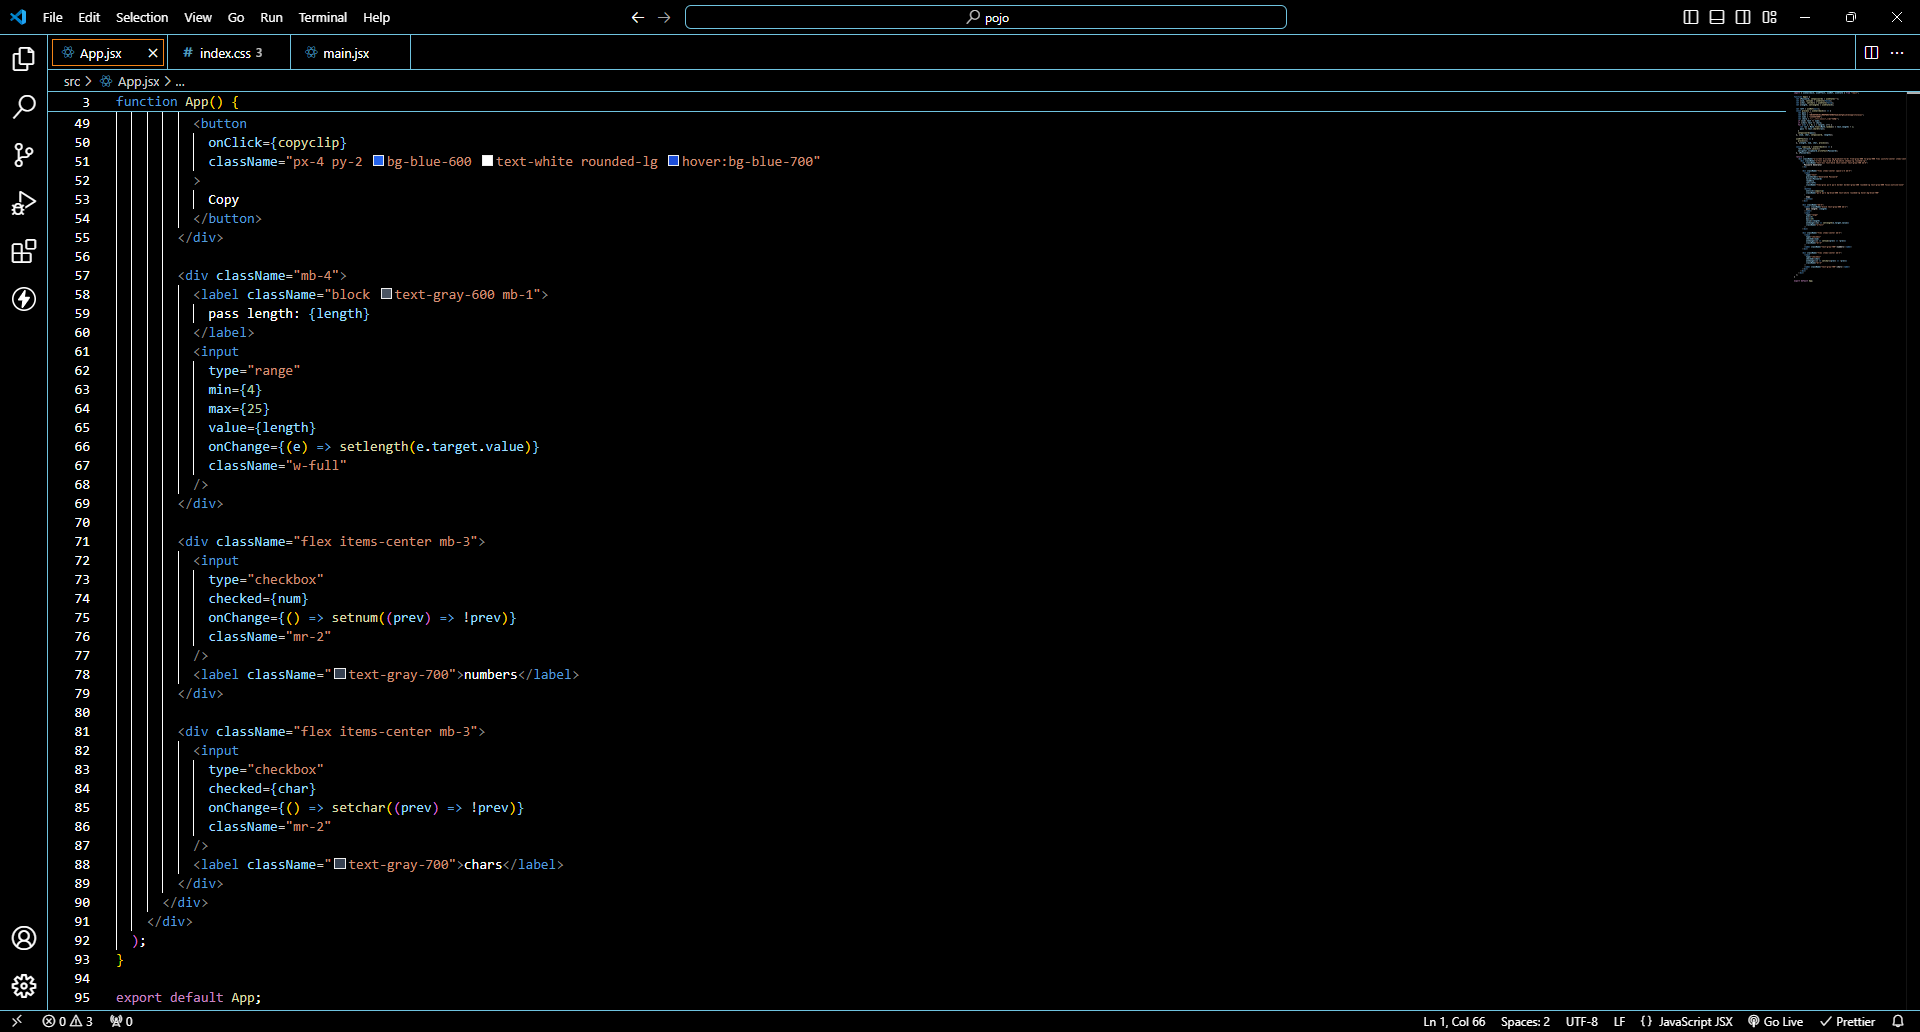 File Edit Selection View Go Run Terminal Help
pojo
App.jsx
# index.css 3
main.jsx
src > App.jsx > ...
3 function App() {
49 <button
50 onClick={copyclip}
51 className="px-4 py-2 bg-blue-600 text-white rounded-lg hover:bg-blue-700"
52 >
53 Copy
54 </button>
55 </div>
56
57 <div className="mb-4">
58 <label className="block text-gray-600 mb-1">
59 pass length: {length}
60 </label>
61 <input
62 type="range"
63 min={4}
64 max={25}
65 value={length}
66 onChange={(e) => setlength(e.target.value)}
67 className="w-full"
68 />
69 </div>
70
71 <div className="flex items-center mb-3">
72 <input
73 type="checkbox"
74 checked={num}
75 onChange={() => setnum((prev) => !prev)}
76 className="mr-2"
77 />
78 <label className="text-gray-700">numbers</label>
79 </div>
80
81 <div className="flex items-center mb-3">
82 <input
83 type="checkbox"
84 checked={char}
85 onChange={() => setchar((prev) => !prev)}
86 className="mr-2"
87 />
88 <label className="text-gray-700">chars</label>
89 </div>
90 </div>
91 </div>
92 );
93 }
94
95 export default App;
0 3 0 Ln 1, Col 66 Spaces: 2 UTF-8 LF {} JavaScript JSX Go Live Prettier